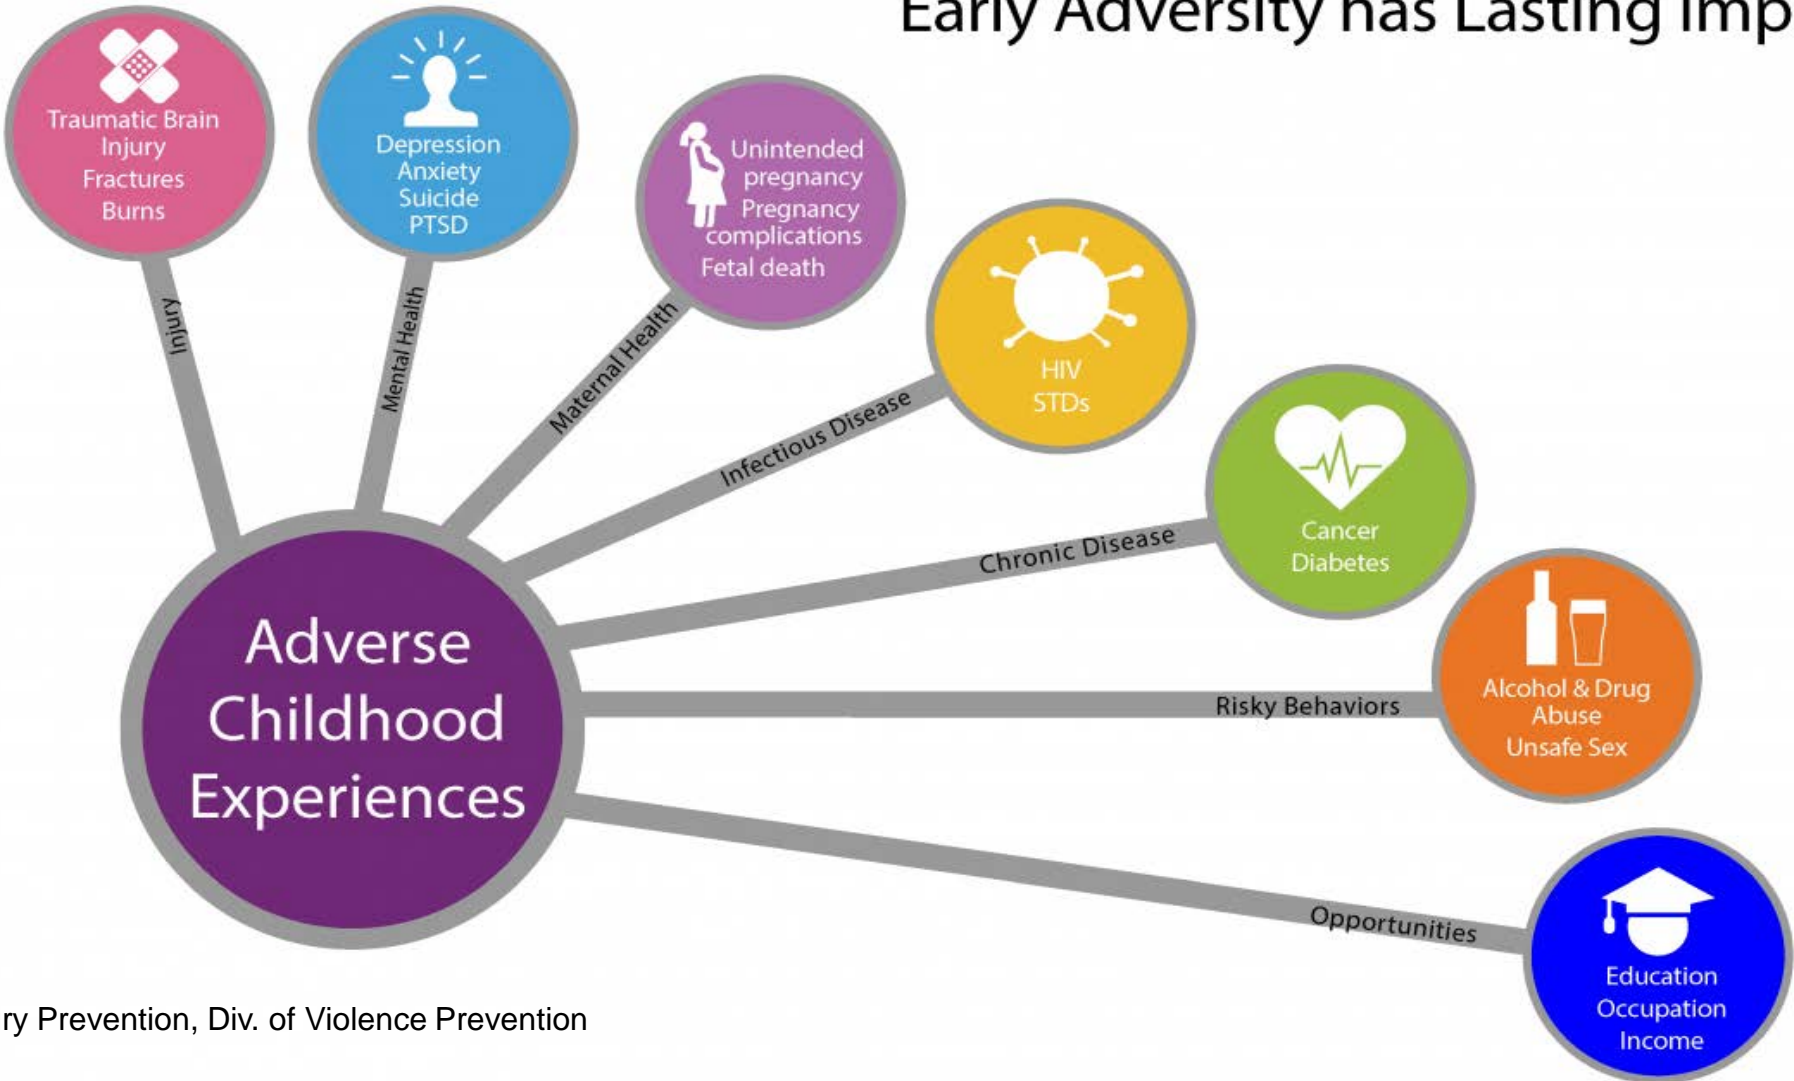 Early Adversity has Lasting Imp
Traumatic Brain
Injury
Fractures
Burns
Depression
Anxiety
Suicide
PTSD
Unintended
pregnancy
Pregnancy
complications
Fetal death
HIV
STDs
Cancer
Diabetes
Alcohol & Drug
Abuse
Unsafe Sex
Education
Occupation
Income
Injury
Mental Health
Maternal Health
Infectious Disease
Chronic Disease
Risky Behaviors
Opportunities
Adverse
Childhood
Experiences
ry Prevention, Div. of Violence Prevention